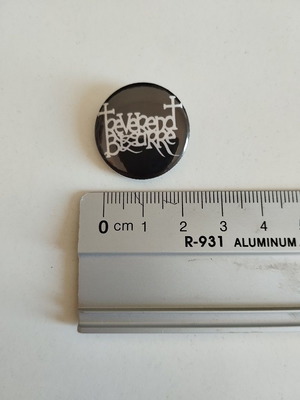 Reverend
Bizarre
0 cm 1 2 3 4
R-931 ALUMINUM